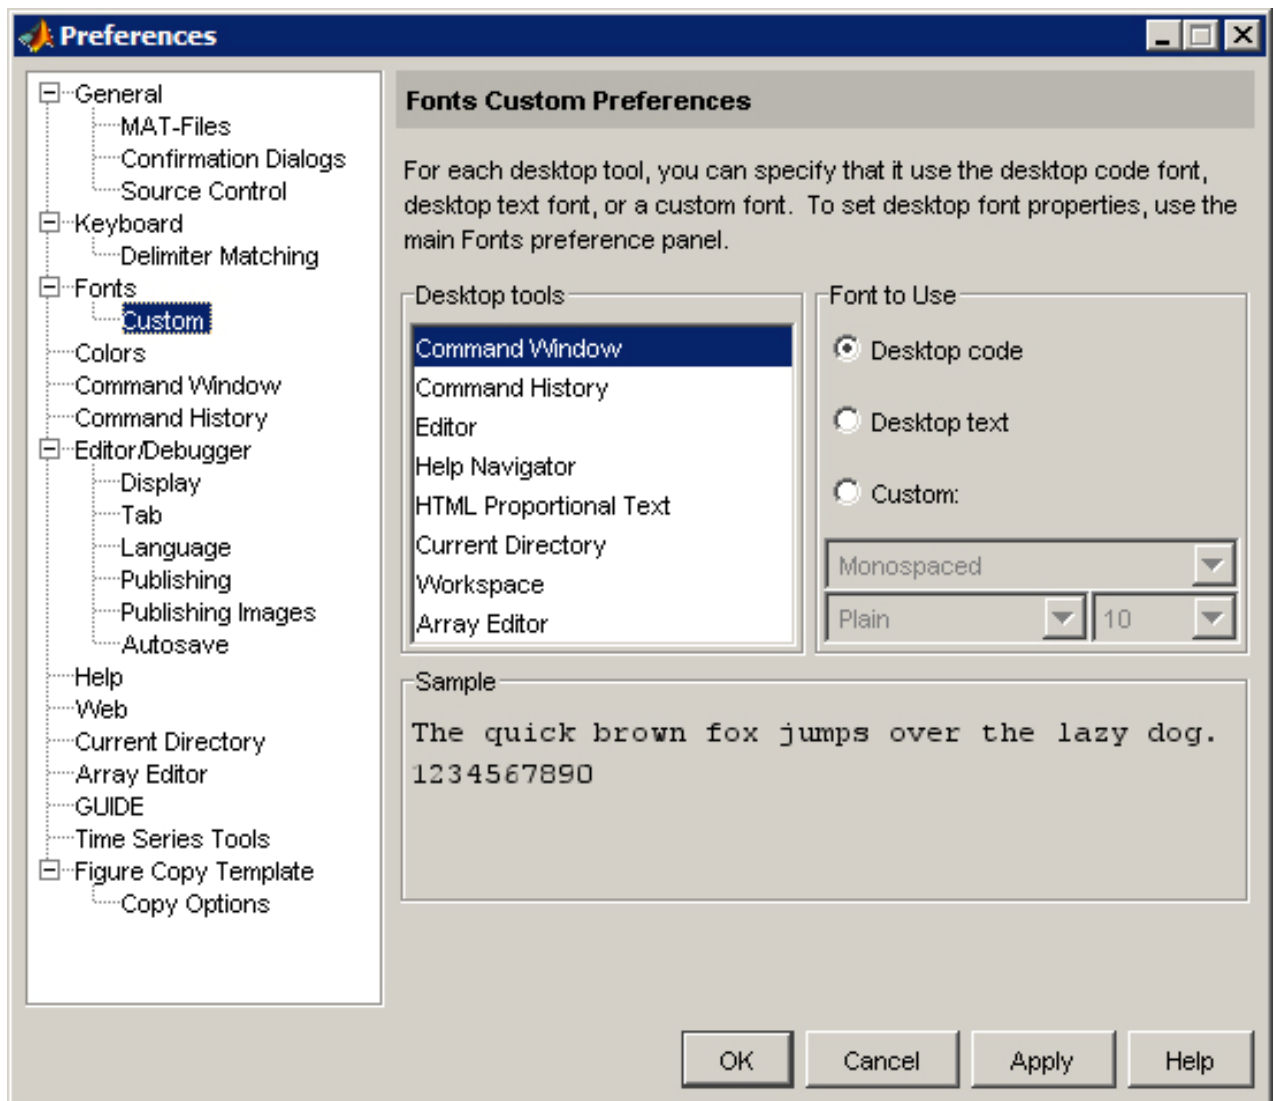 Preferences
General
MAT-Files
Confirmation Dialogs
Source Control
Keyboard
Delimiter Matching
Fonts
Custom
Colors
Command Window
Command History
Editor/Debugger
Display
Tab
Language
Publishing
Publishing Images
Autosave
Help
Web
Current Directory
Array Editor
GUIDE
Time Series Tools
Figure Copy Template
Copy Options
Fonts Custom Preferences
For each desktop tool, you can specify that it use the desktop code font,
desktop text font, or a custom font. To set desktop font properties, use the
main Fonts preference panel.
Desktop tools
Command Window
Command History
Editor
Help Navigator
HTML Proportional Text
Current Directory
Workspace
Array Editor
Font to Use
Desktop code
Desktop text
Custom:
Monospaced
Plain
10
Sample
The quick brown fox jumps over the lazy dog.
1234567890
OK
Cancel
Apply
Help